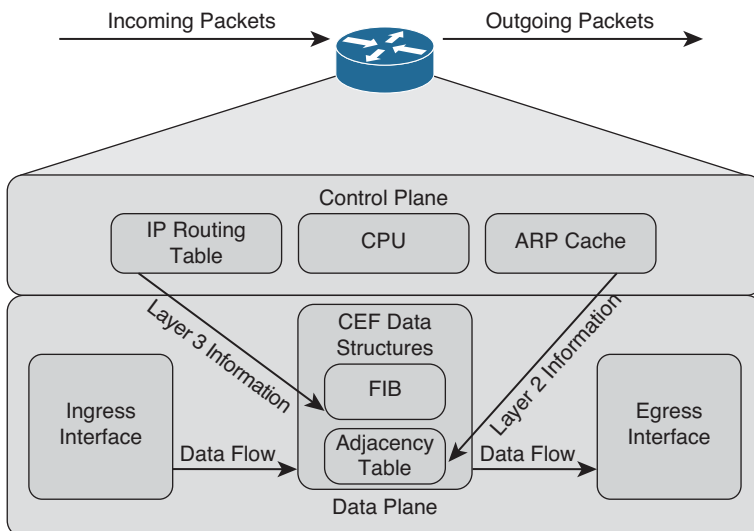 Incoming Packets
Outgoing Packets
Control Plane
IP Routing
Table
CPU
ARP Cache
Layer 3 Information
CEF Data
Structures
FIB
Adjacency
Table
Layer 2 Information
Ingress
Interface
Data Flow
Data Flow
Egress
Interface
Data Plane